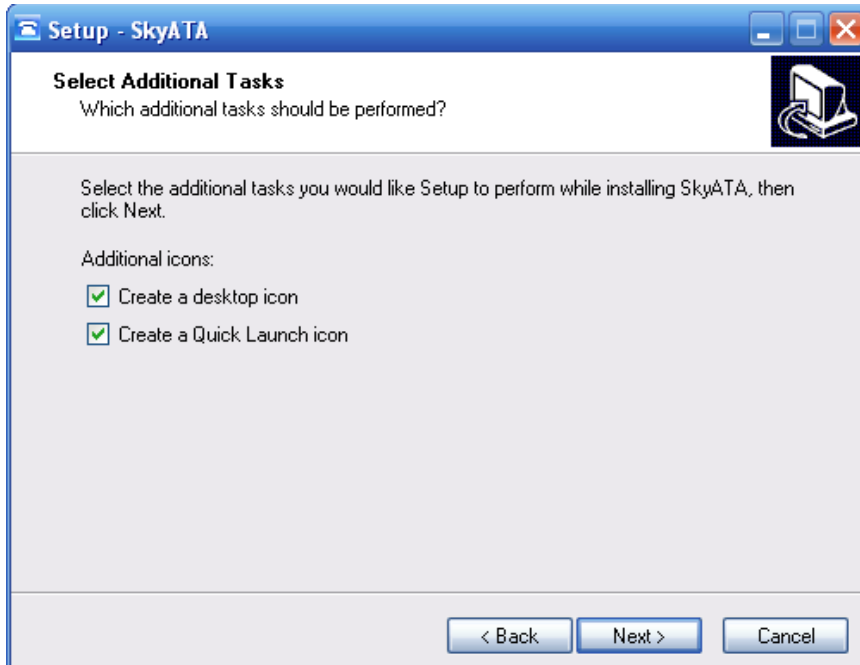 Setup - SkyATA
Select Additional Tasks
Which additional tasks should be performed?
Select the additional tasks you would like Setup to perform while installing SkyATA, then
click Next.
Additional icons:
Create a desktop icon
Create a Quick Launch icon
< Back Next > Cancel